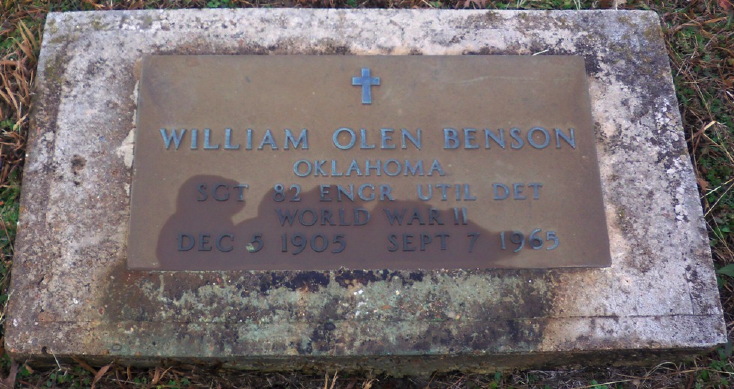 WILLIAM OLEN BENSON
OKLAHOMA
SGT 82 ENGR UTIL DET
WORLD WAR II
DEC 5 1905 SEPT 7 1965